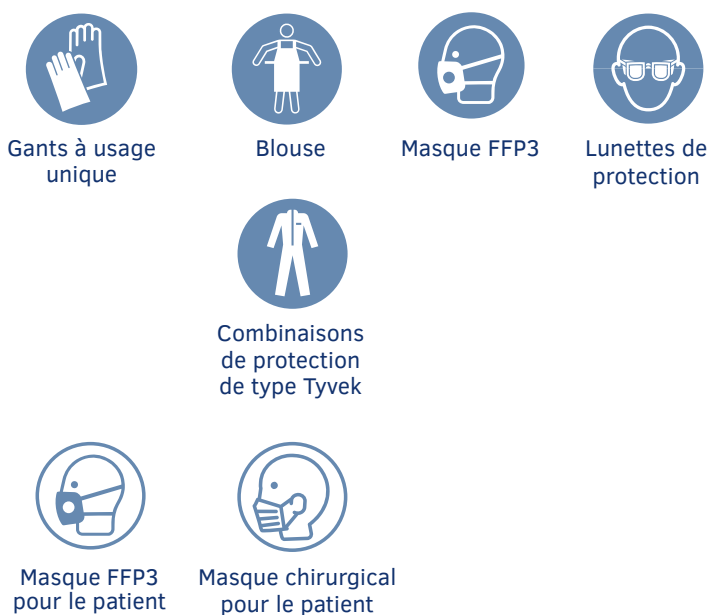 Gants à usage
unique
Blouse
Masque FFP3
Lunettes de
protection
Combinaisons
de protection
de type Tyvek
Masque FFP3
pour le patient
Masque chirurgical
pour le patient